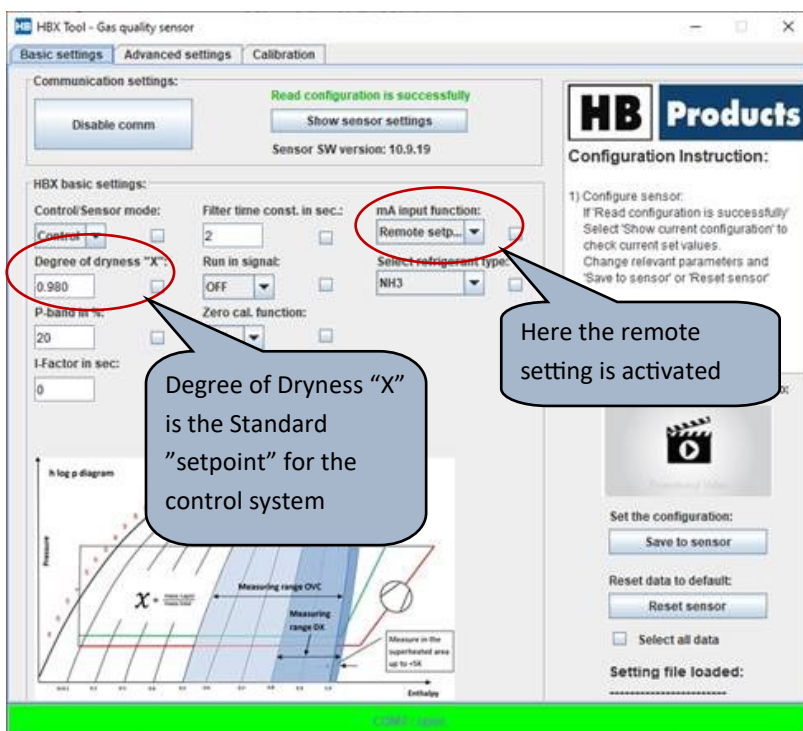 HB HBX Tool - Gas quality sensor
Basic settings Advanced settings Calibration
Communication settings:
Read configuration is successfully
Disable comm
Show sensor settings
Sensor SW version: 10.9.19
HBX basic settings:
Control/Sensor mode: Filter time const. in sec.: mA input function:
Control 2 Remote setp...
Degree of dryness "X": Run in signal: Select refrigerant type:
0.980 OFF NH3
P-band in %: Zero cal. function:
20
I-Factor in sec:
0
Degree of Dryness “X”
is the Standard
”setpoint” for the
control system
Here the remote
setting is activated
h log p diagram
Pressure
X =
Measuring range OVC
Measuring
range DX
Measure in the
superheated area
up to <5K
Enthalpy
HB Products
Configuration Instruction:
1) Configure sensor:
If 'Read configuration is successfully'
Select 'Show current configuration' to
check current set values.
Change relevant parameters and
'Save to sensor' or 'Reset sensor'
Set the configuration:
Save to sensor
Reset data to default:
Reset sensor
Select all data
Setting file loaded:
------------------------